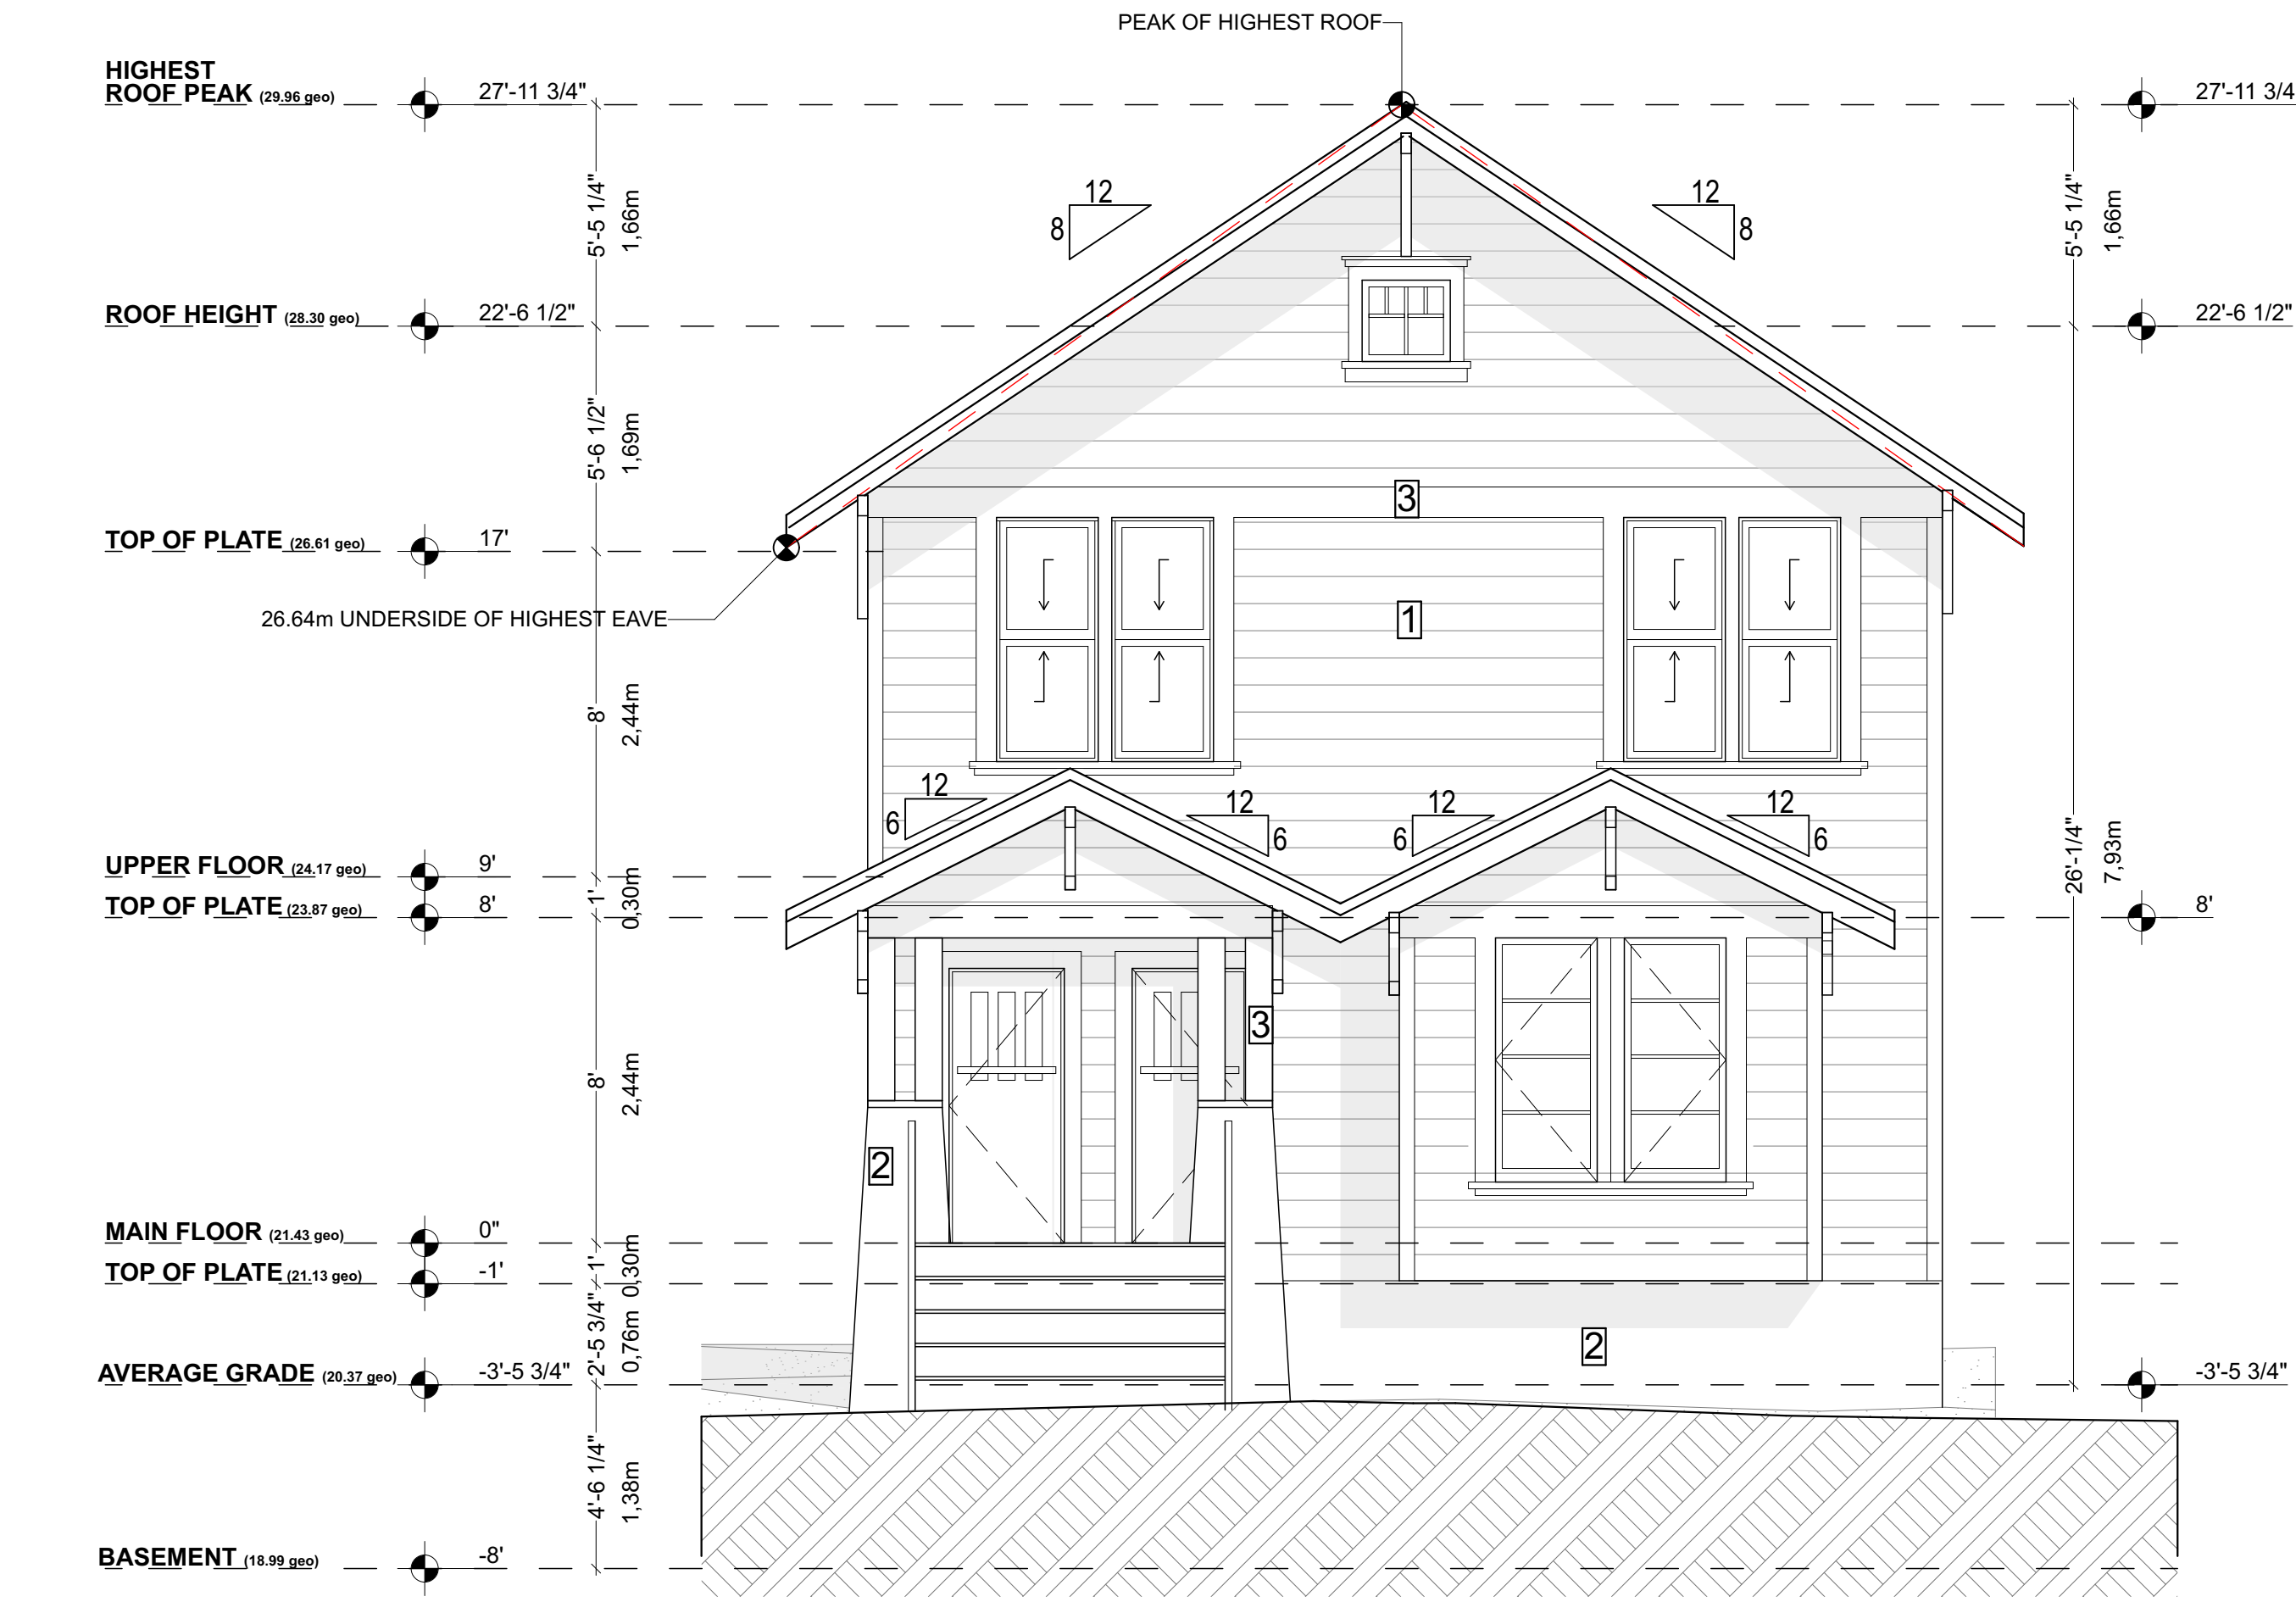 PEAK OF HIGHEST ROOF
HIGHEST
ROOF PEAK (29.96 geo) 27'-11 3/4" 27'-11 3/4
5'-5 1/4" 1,66m
12 8
12 8
5'-5 1/4" 1,66m
ROOF HEIGHT (28.30 geo) 22'-6 1/2" 22'-6 1/2"
5'-6 1/2" 1,69m
3
TOP OF PLATE (26.61 geo) 17'
26.64m UNDERSIDE OF HIGHEST EAVE
1
8' 2,44m
12 6
12 6
12 6
12 6
26'-1/4" 7,93m
UPPER FLOOR (24.17 geo) 9'
1' 0,30m
TOP OF PLATE (23.87 geo) 8' 8'
3
8' 2,44m
2
MAIN FLOOR (21.43 geo) 0"
1' 0,30m
TOP OF PLATE (21.13 geo) -1'
2'-5 3/4" 0,76m
2
AVERAGE GRADE (20.37 geo) -3'-5 3/4" -3'-5 3/4"
4'-6 1/4" 1,38m
BASEMENT (18.99 geo) -8'